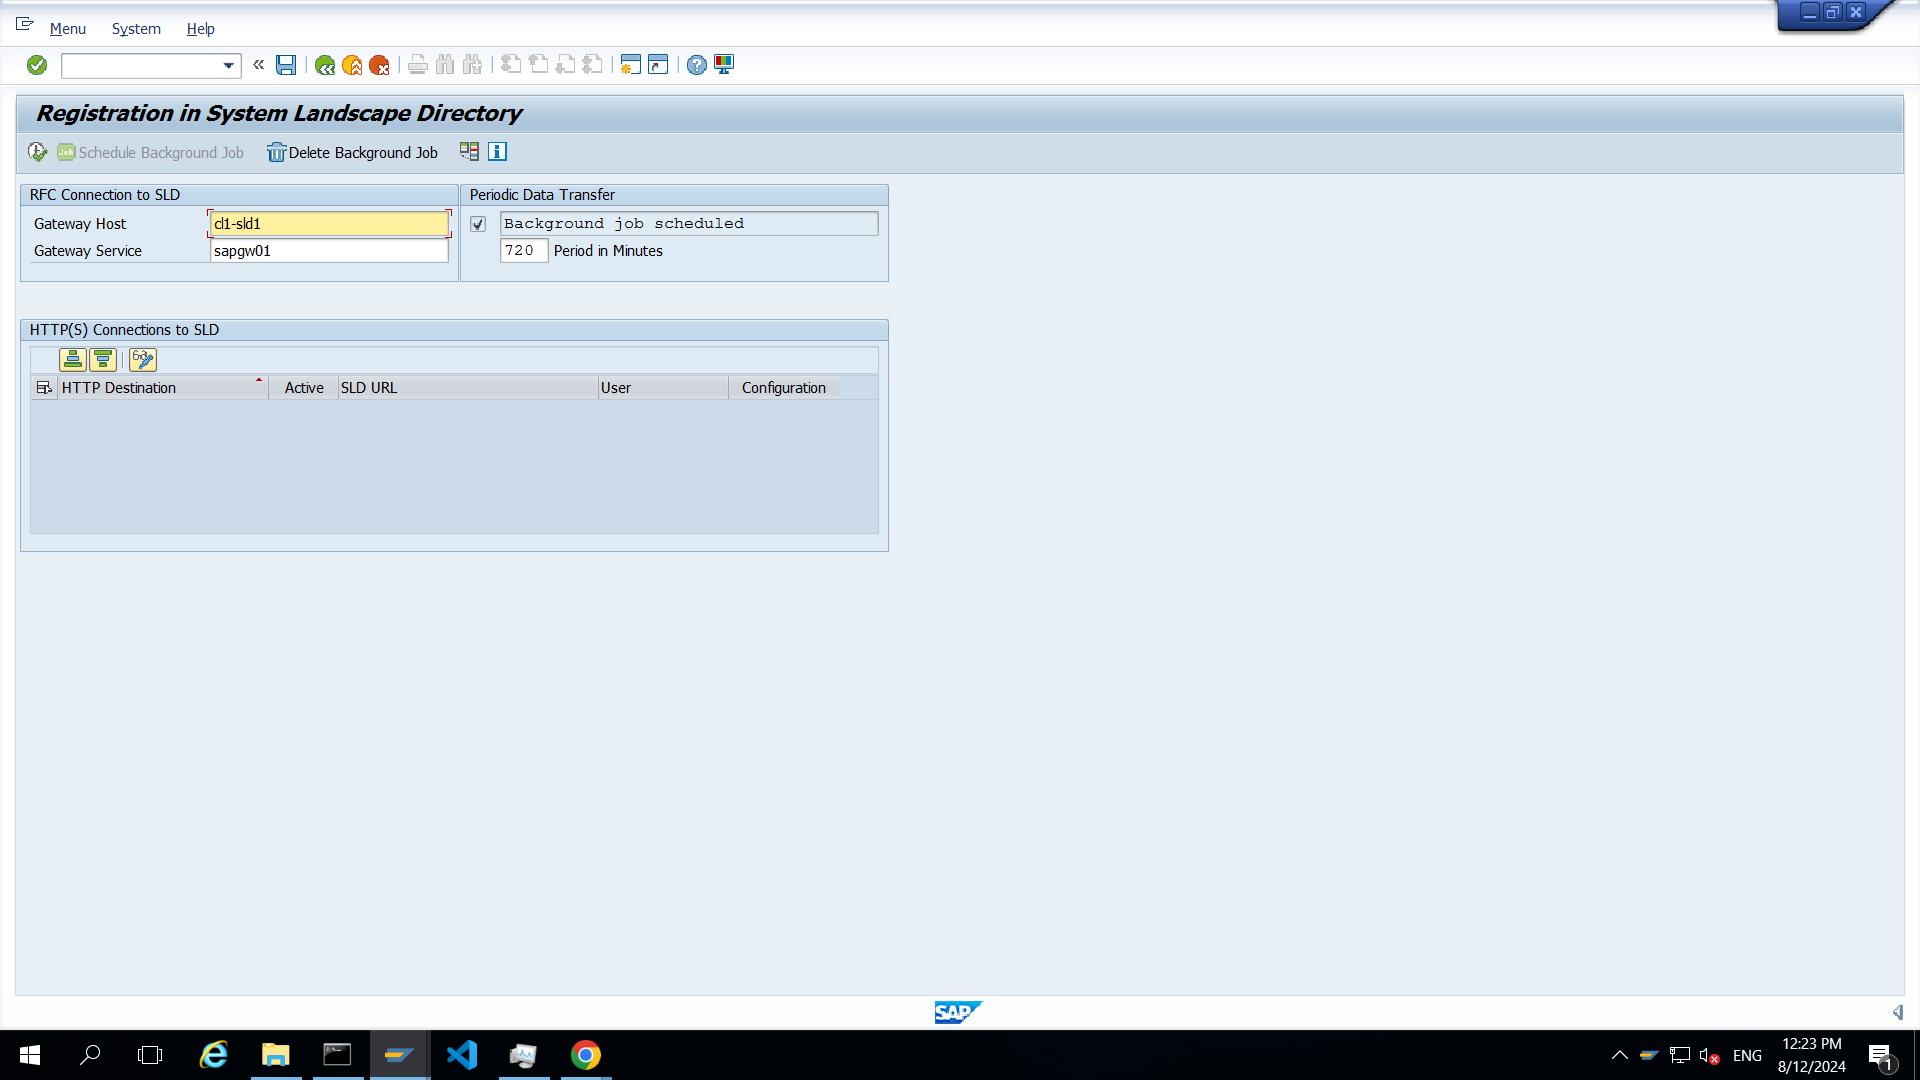 Menu System Help
Registration in System Landscape Directory
Schedule Background Job Delete Background Job
RFC Connection to SLD
Gateway Host cl1-sld1
Gateway Service sapgw01
Periodic Data Transfer
Background job scheduled
720 Period in Minutes
HTTP(S) Connections to SLD
HTTP Destination Active SLD URL User Configuration
SAP
ENG
12:23 PM
8/12/2024
1